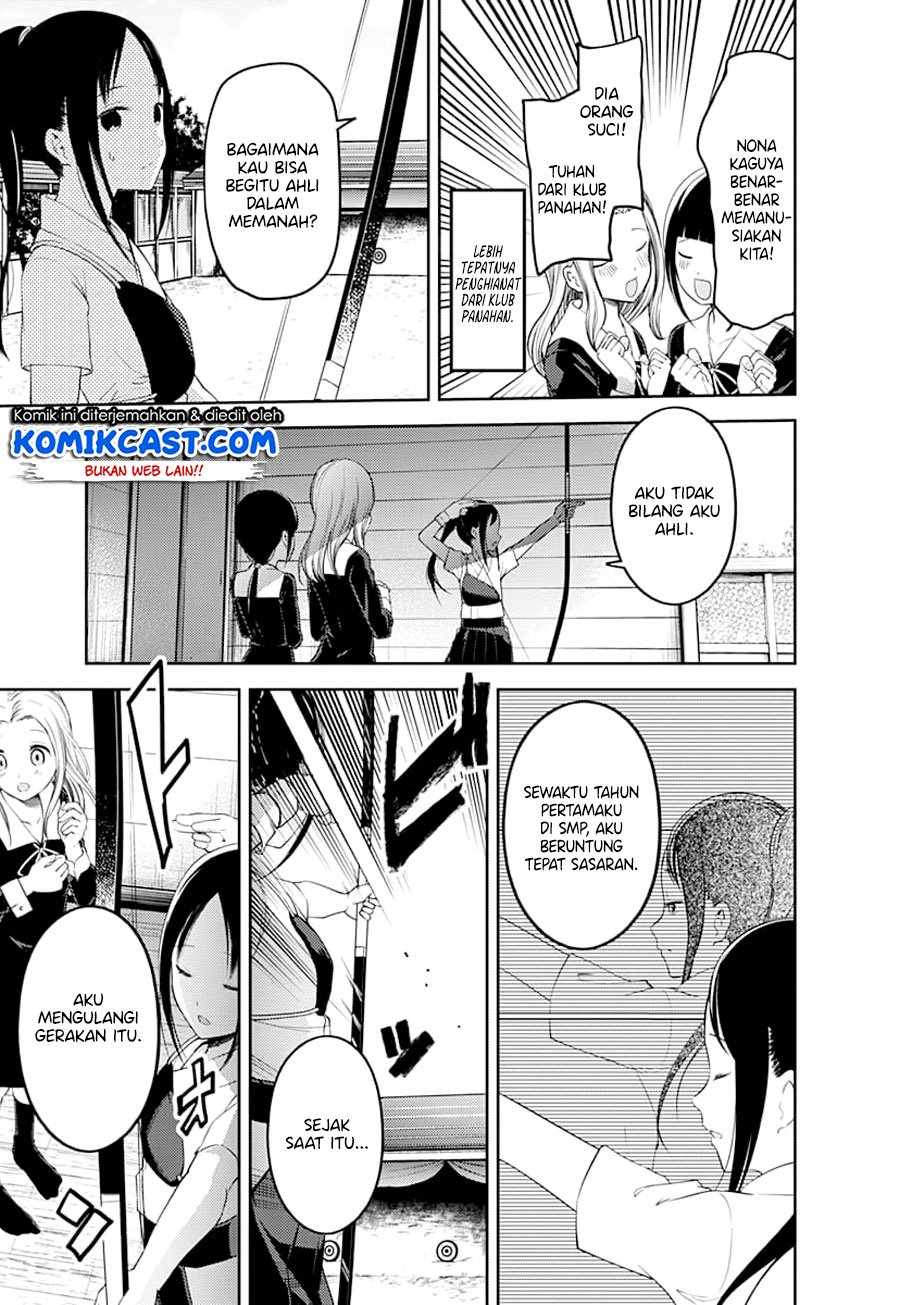 NONA
KAGUYA
BENAR-
BENAR
MEMANU-
SIAKAN
KITA!
DIA
ORANG
SUCI!
TUHAN
DARI KLUB
PANAHAN!
LEBIH
TEPATNYA
PENGHIANAT
DARI KLUB
PANAHAN.
BAGAIMANA
KAU BISA
BEGITU AHLI
DALAM
MEMANAH?
Komik ini diterjemahkan & diedit oleh
KOMIKCAST.COM
BUKAN WEB LAIN!!
AKU TIDAK
BILANG AKU
AHLI.
SEWAKTU TAHUN
PERTAMAKU
DI SMP, AKU
BERUNTUNG
TEPAT SASARAN.
SEJAK
SAAT ITU...
AKU
MENGULANGI
GERAKAN ITU.